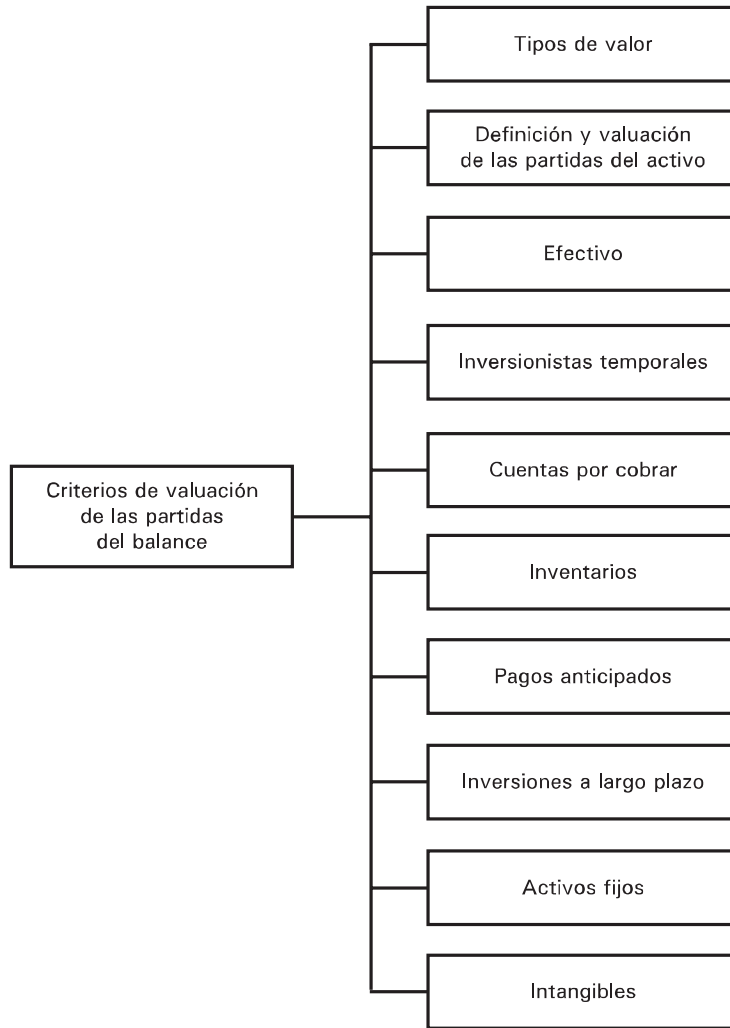 Tipos de valor
Definición y valuación
de las partidas del activo
Efectivo
Inversionistas temporales
Cuentas por cobrar
Criterios de valuación
de las partidas
del balance
Inventarios
Pagos anticipados
Inversiones a largo plazo
Activos fijos
Intangibles